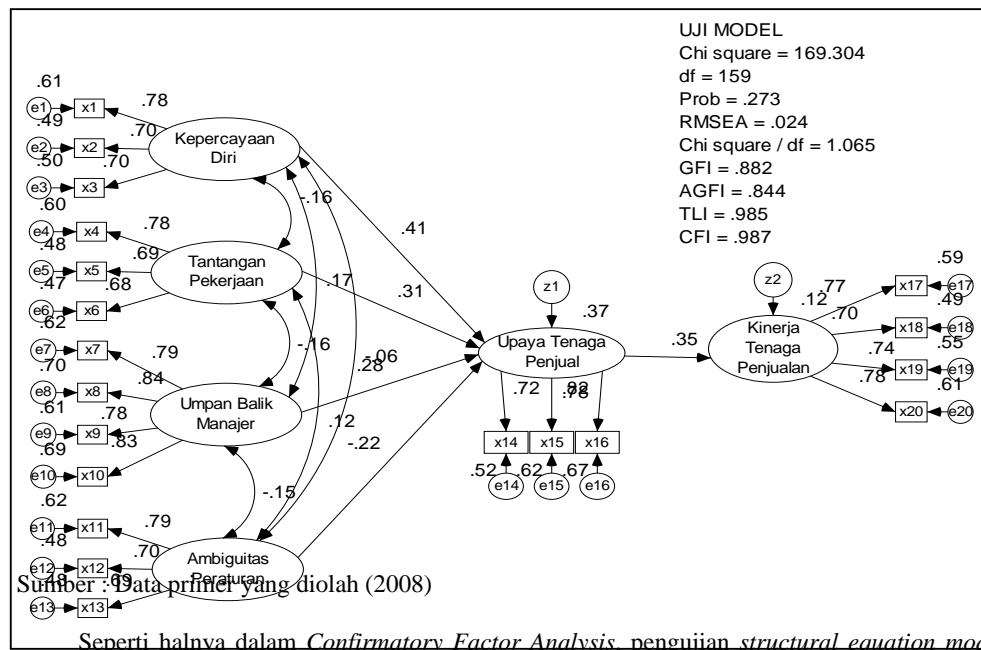 UJI MODEL
Chi square = 169.304
df = 159
Prob = .273
RMSEA = .024
Chi square / df = 1.065
GFI = .882
AGFI = .844
TLI = .985
CFI = .987
.61
e1 x1 .78
.49
e2 x2 .70
.50
e3 x3 .70
Kepercayaan
Diri
.60
e4 x4 .78
.48
e5 x5 .69
.47
e6 x6 .68
Tantangan
Pekerjaan
.62
e7 x7 .79
.70
e8 x8 .84
.61
e9 x9 .78
.69
e10 x10 .83
Umpan Balik
Manajer
.62
e11 x11 .79
.48
e12 x12 .70
.48
e13 x13 .69
Ambiguitas
Peraturan
-.16
.17
-.16
-.06
.12
-.15
.41
.31
.28
-.22
z1
.37
Upaya Tenaga
Penjual
.72 .78 .82
x14 x15 x16
.52 .62 .67
e14 e15 e16
.35
z2
.12
Kinerja
Tenaga
Penjualan
.59
.77 x17 e17
.49
.70 x18 e18
.55
.74 x19 e19
.61
.78 x20 e20
Sumber : Data primer yang diolah (2008)
Seperti halnya dalam Confirmatory Factor Analysis, pengujian structural equation